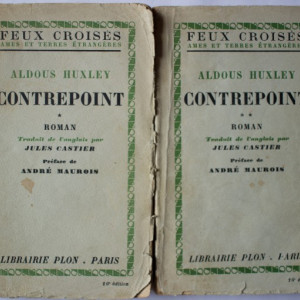 FEUX CROISÉS
AMES ET TERRES ÉTRANGÈRES
ALDOUS HUXLEY
CONTREPOINT
*
ROMAN
Traduit de l'anglais par
JULES CASTIER
Préface de
ANDRÉ MAUROIS
LIBRAIRIE PLON . PARIS
édition
FEUX CROISÉS
AMES ET TERRES ÉTRANGÈRES
ALDOUS HUXLEY
CONTREPOINT
* *
ROMAN
Traduit de l'anglais par
JULES CASTIER
Préface de
ANDRÉ MAUROIS
LIBRAIRIE PLON . PARIS